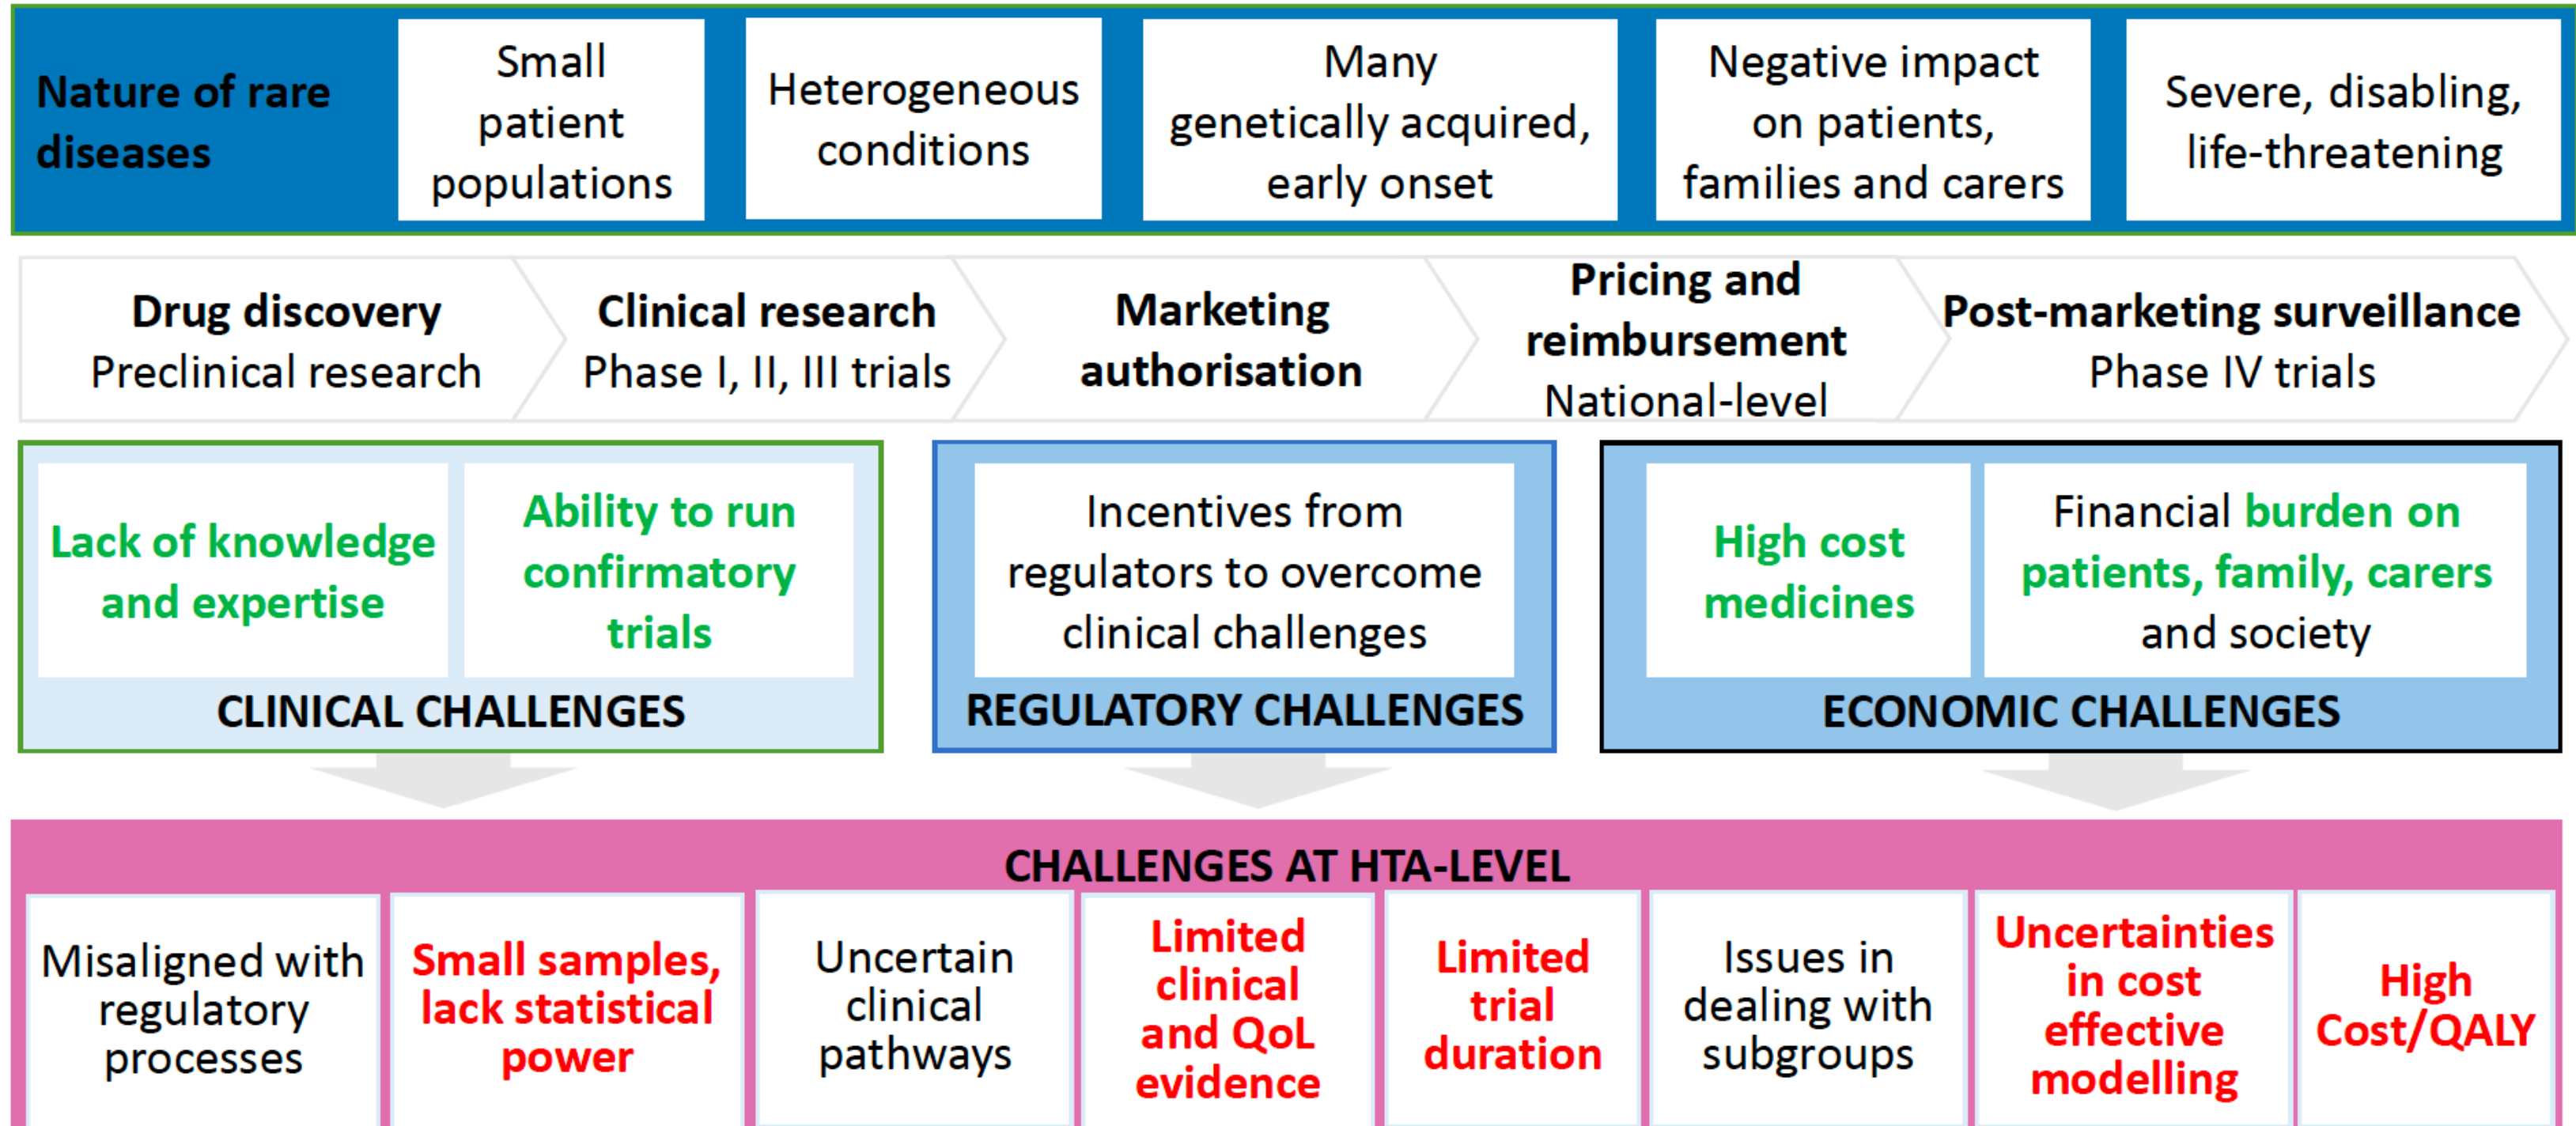 Nature of rare
diseases
Small
patient
populations
Heterogeneous
conditions
Many
genetically acquired,
early onset
Negative impact
on patients,
families and carers
Severe, disabling,
life-threatening
Drug discovery
Preclinical research
Clinical research
Phase I, II, III trials
Marketing
authorisation
Pricing and
reimbursement
National-level
Post-marketing surveillance
Phase IV trials
Lack of knowledge
and expertise
Ability to run
confirmatory
trials
CLINICAL CHALLENGES
Incentives from
regulators to overcome
clinical challenges
REGULATORY CHALLENGES
High cost
medicines
Financial burden on
patients, family, carers
and society
ECONOMIC CHALLENGES
CHALLENGES AT HTA-LEVEL
Misaligned with
regulatory
processes
Small samples,
lack statistical
power
Uncertain
clinical
pathways
Limited
clinical
and QoL
evidence
Limited
trial
duration
Issues in
dealing with
subgroups
Uncertainties
in cost
effective
modelling
High
Cost/QALY